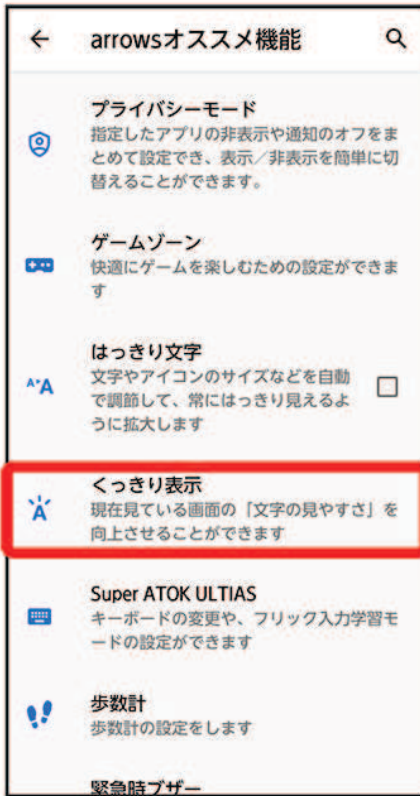 arrowsオススメ機能
プライバシーモード
指定したアプリの非表示や通知のオフをま
とめて設定でき、表示／非表示を簡単に切
替えることができます。
ゲームゾーン
快適にゲームを楽しむための設定ができま
す
はっきり文字
文字やアイコンのサイズなどを自動
で調節して、常にはっきり見えるよ
うに拡大します
くっきり表示
現在見ている画面の「文字の見やすさ」を
向上させることができます
Super ATOK ULTIAS
キーボードの変更や、フリック入力学習モ
ードの設定ができます
歩数計
歩数計の設定をします
緊急時ブザー